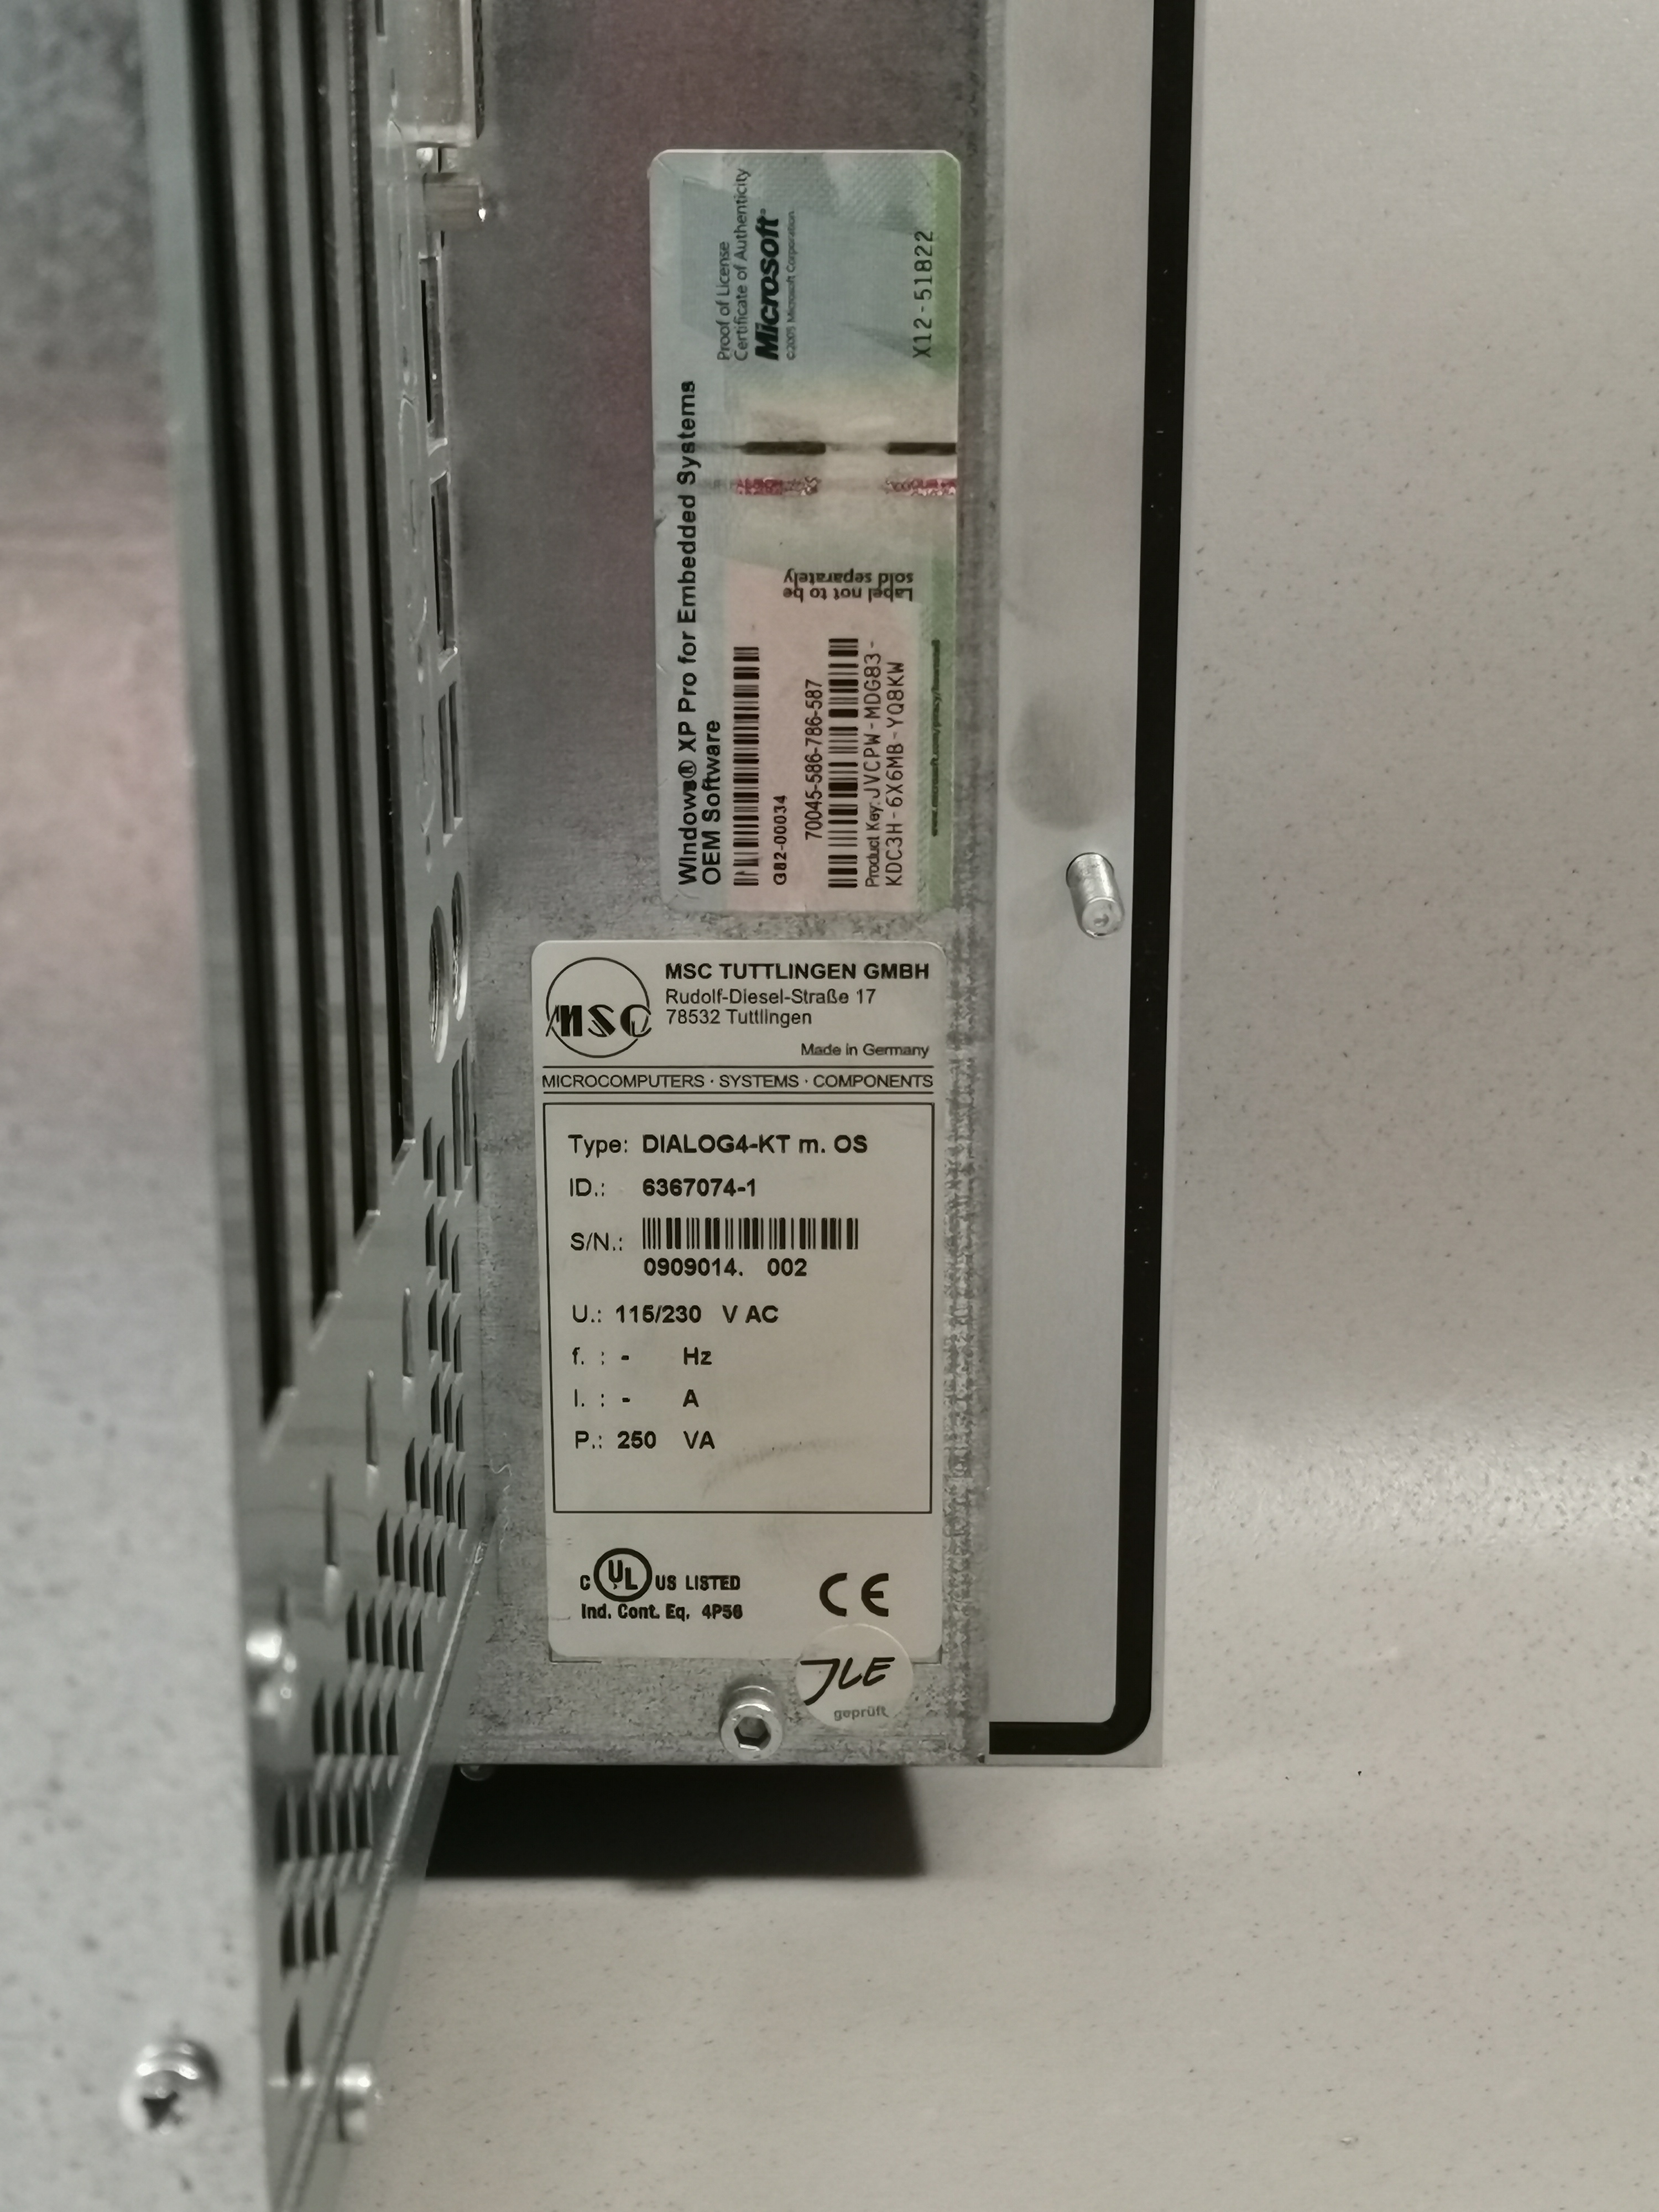 Windows® XP Pro for Embedded Systems
OEM Software
Proof of License
Certificate of Authenticity
Microsoft®
©2005 Microsoft Corporation
X12-51822
G82-00034
70045-586-786-587
Product Key: JVCPW-MDG83-
KDC3H-6X6MB-YQ8KW
Label not to be
sold separately
MSC
MSC TUTTLINGEN GMBH
Rudolf-Diesel-Straße 17
78532 Tuttlingen
Made in Germany
MICROCOMPUTERS · SYSTEMS · COMPONENTS
Type: DIALOG4-KT m. OS
ID.: 6367074-1
S/N.:
0909014. 002
U.: 115/230 V AC
f. : - Hz
I. : - A
P.: 250 VA
C UL US LISTED
Ind. Cont. Eq. 4P56
CE
JLE
geprüft